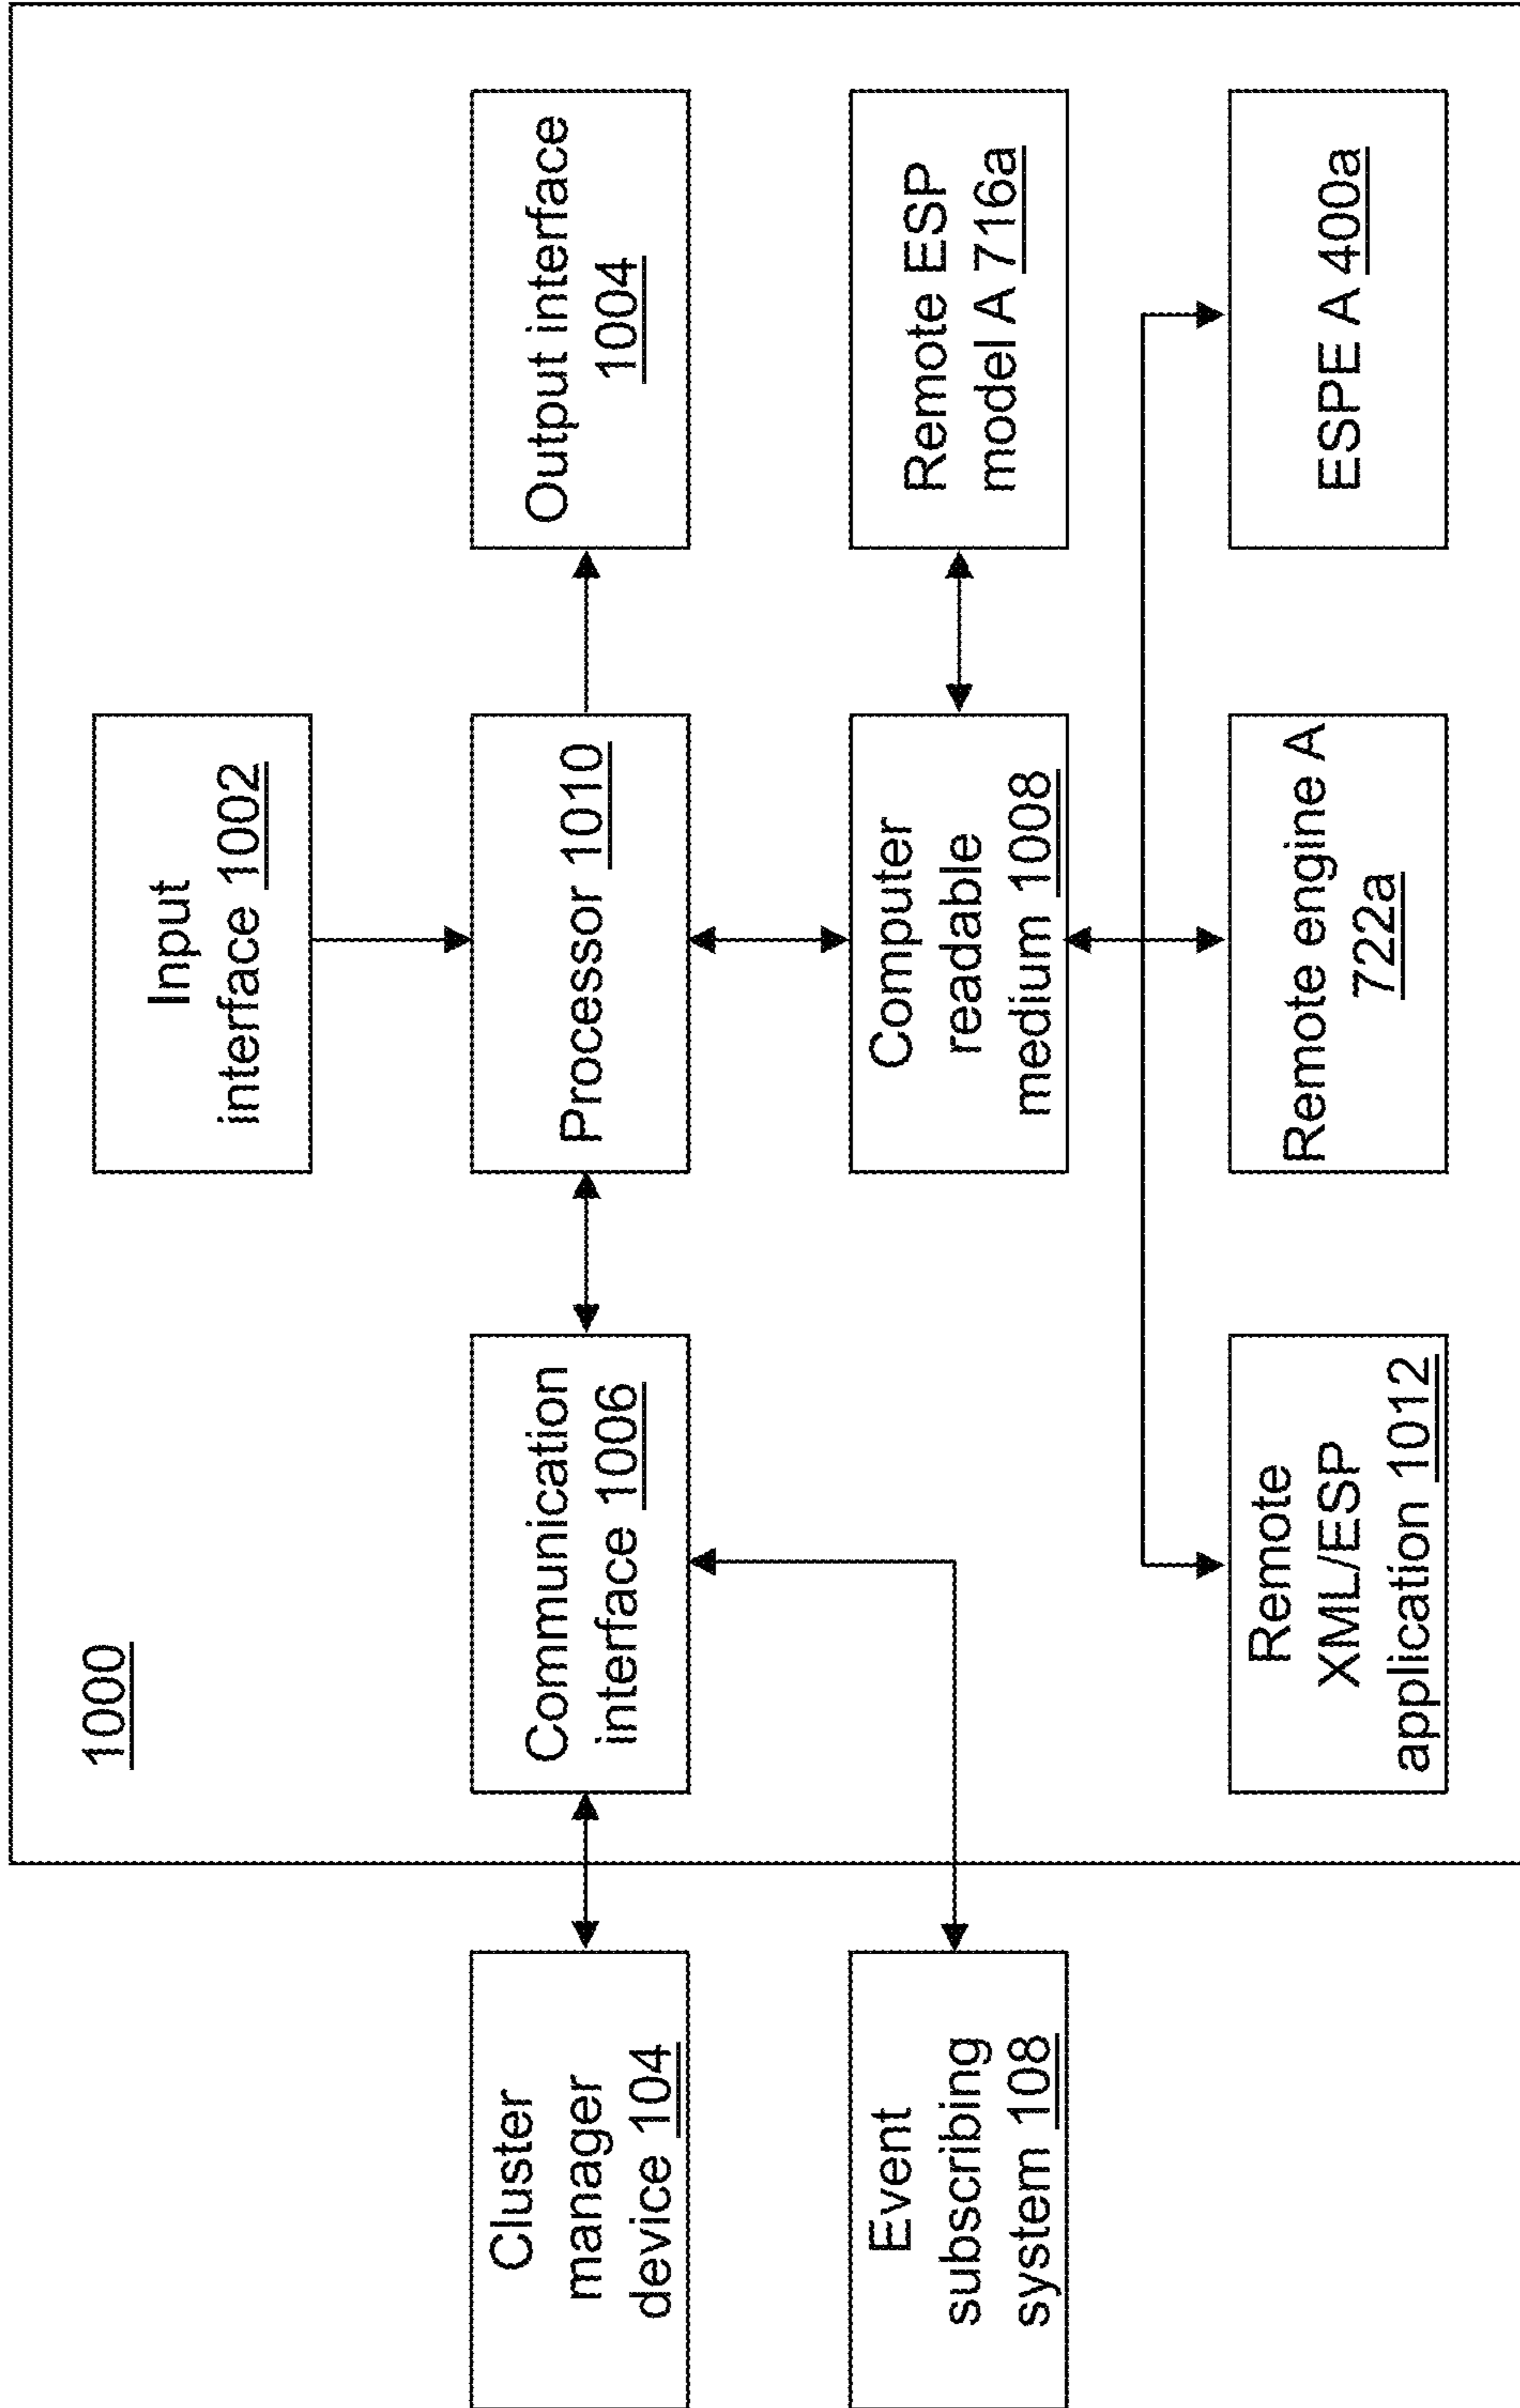 1000
Input
interface 1002
Cluster
manager
device 104
Communication
interface 1006
Processor 1010
Output interface
1004
Event
subscribing
system 108
Computer
readable
medium 1008
Remote ESP
model A 716a
Remote
XML/ESP
application 1012
Remote engine A
722a
ESPE A 400a